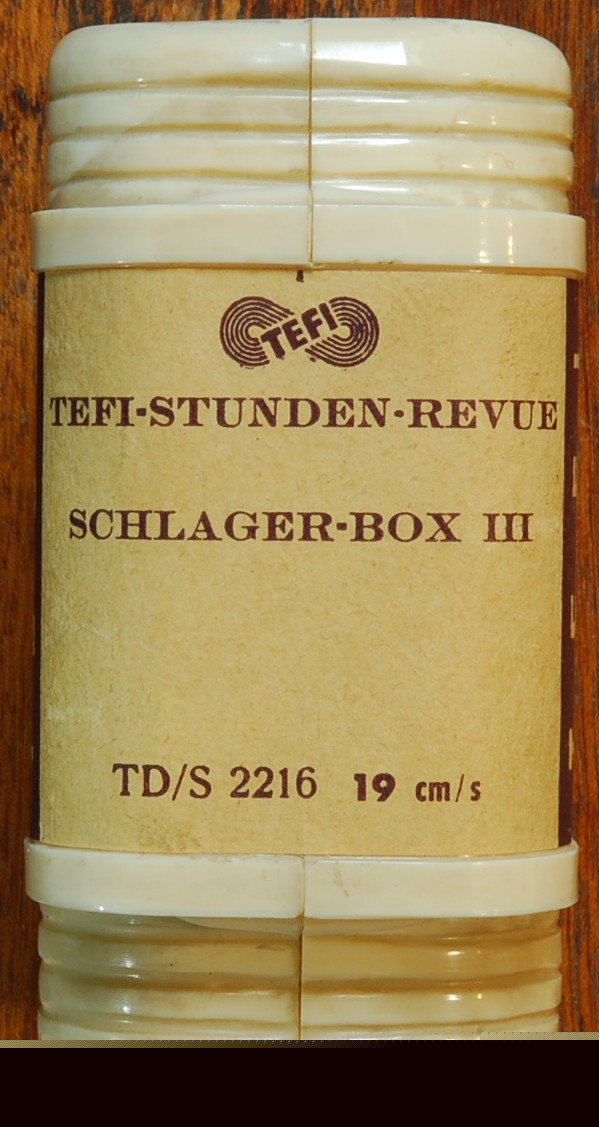 TEFI
TEFI-STUNDEN-REVUE
SCHLAGER-BOX III
TD/S 2216 19 cm/s